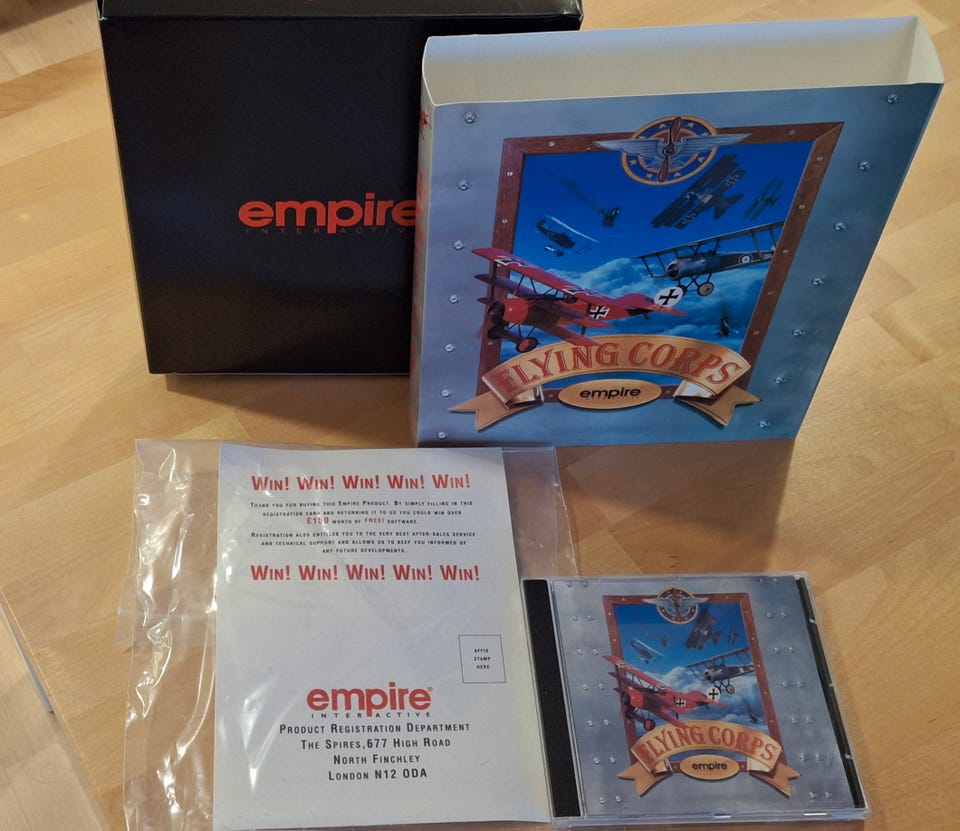 empire
INTERACTIVE
FLYING CORPS
empire
WIN! WIN! WIN! WIN! WIN!
THANK YOU FOR BUYING THIS EMPIRE PRODUCT. BY SIMPLY FILLING IN THIS
REGISTRATION CARD AND RETURNING IT TO US YOU COULD WIN OVER
£150 WORTH OF FREE! SOFTWARE.
REGISTRATION ALSO ENTITLES YOU TO THE VERY BEST AFTER-SALES SERVICE
AND TECHNICAL SUPPORT AND ALLOWS US TO KEEP YOU INFORMED OF
ANY FUTURE DEVELOPMENTS.
WIN! WIN! WIN! WIN! WIN!
AFFIX
STAMP
HERE
empire®
INTERACTIVE
PRODUCT REGISTRATION DEPARTMENT
THE SPIRES, 677 HIGH ROAD
NORTH FINCHLEY
LONDON N12 0DA
FLYING CORPS
empire